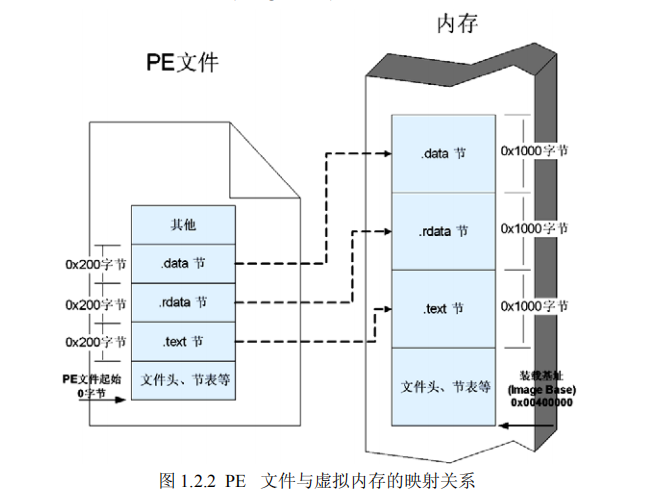 内存
PE文件
.data 节
0x1000字节
其他
.rdata 节
0x1000字节
.data 节
0x200字节
.rdata 节
0x200字节
.text 节
0x1000字节
.text 节
0x200字节
PE文件起始
0字节
文件头、节表等
文件头、节表等
装载基址
(Image Base)
0x00400000
图 1.2.2 PE 文件与虚拟内存的映射关系